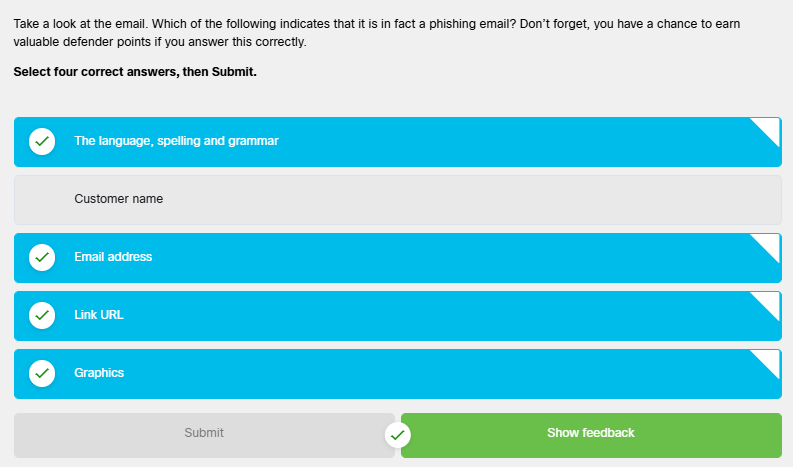 Take a look at the email. Which of the following indicates that it is in fact a phishing email? Don’t forget, you have a chance to earn
valuable defender points if you answer this correctly.
Select four correct answers, then Submit.
The language, spelling and grammar
Customer name
Email address
Link URL
Graphics
Submit
Show feedback